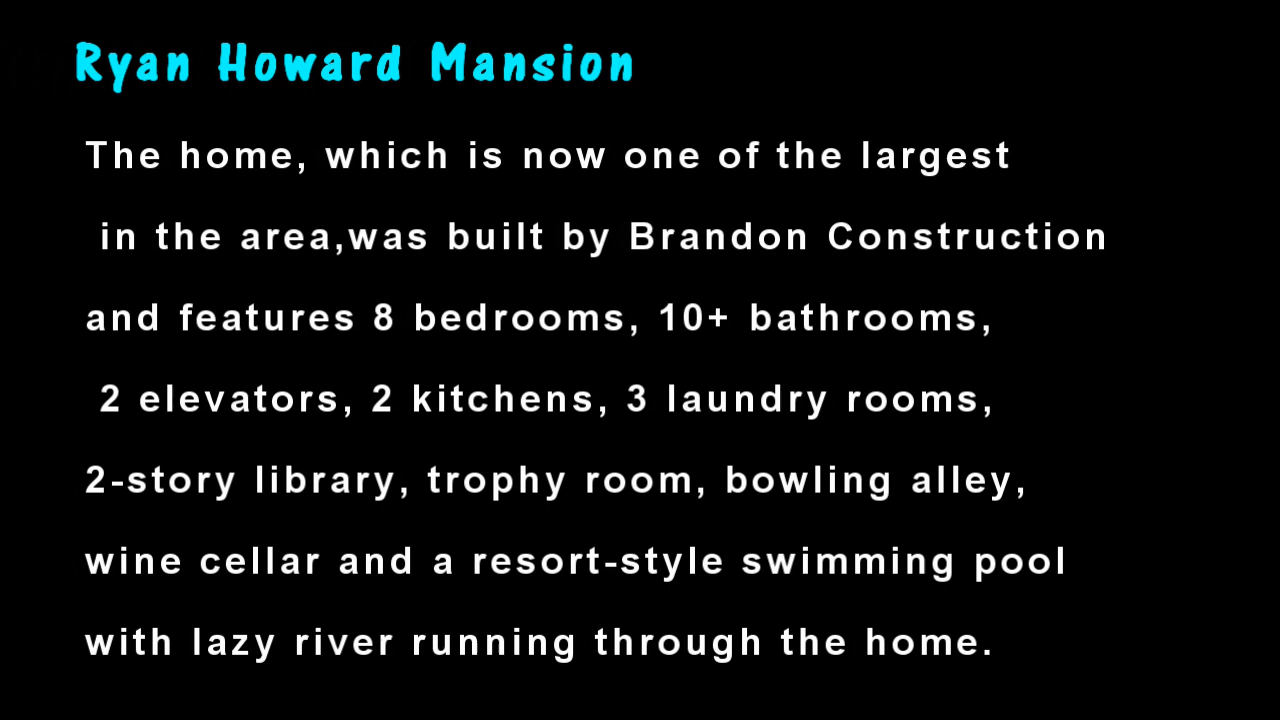 Ryan Howard Mansion
The home, which is now one of the largest
in the area,was built by Brandon Construction
and features 8 bedrooms, 10+ bathrooms,
2 elevators, 2 kitchens, 3 laundry rooms,
2-story library, trophy room, bowling alley,
wine cellar and a resort-style swimming pool
with lazy river running through the home.